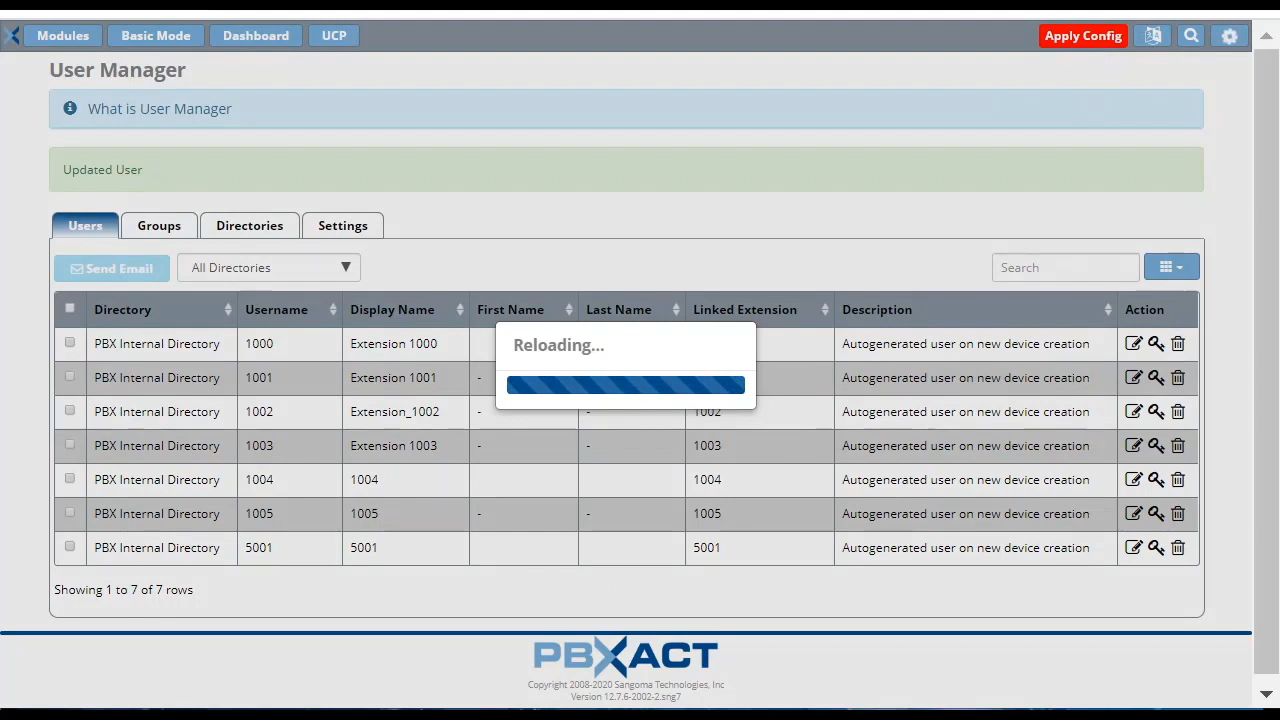 Modules Basic Mode Dashboard UCP Apply Config
User Manager
What is User Manager
Updated User
Users Groups Directories Settings
Send Email All Directories Search
Directory Username Display Name First Name Last Name Linked Extension Description Action
Reloading...
PBX Internal Directory 1000 Extension 1000 Autogenerated user on new device creation
PBX Internal Directory 1001 Extension 1001 - Autogenerated user on new device creation
PBX Internal Directory 1002 Extension_1002 - - 1002 Autogenerated user on new device creation
PBX Internal Directory 1003 Extension 1003 - - 1003 Autogenerated user on new device creation
PBX Internal Directory 1004 1004 1004 Autogenerated user on new device creation
PBX Internal Directory 1005 1005 - - 1005 Autogenerated user on new device creation
PBX Internal Directory 5001 5001 5001 Autogenerated user on new device creation
Showing 1 to 7 of 7 rows
PBXACT
Copyright 2008-2020 Sangoma Technologies, Inc
Version 12.7.6-2002-2.sng7